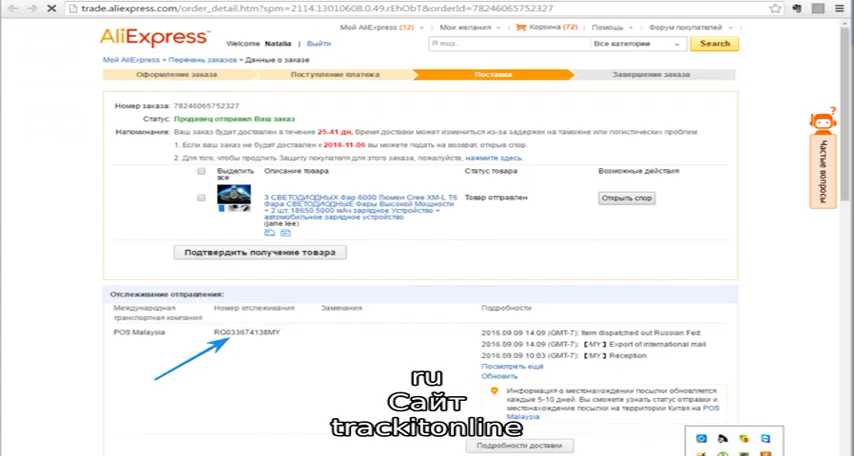 trade.aliexpress.com/order_detail.htm?spm=2114.13010608.0.49.rEhObT&orderId=78246065752327
Мой AliExpress (12) Мои желания Корзина (72) Помощь Форум покупателей
AliExpress Welcome Natalia Выйти Я ищу... Все категории Search
Мой AliExpress > Перечень заказов > Данные о заказе
Оформление заказа Поступление платежа Поставки Завершение заказа
Номер заказа: 78246065752327
Статус: Продавец отправил Ваш заказ
Напоминание: Ваш заказ будет доставлен в течение 25-41 дн, Время доставки может измениться из-за задержек на таможне или логистических проблем.
1. Если ваш заказ не будет доставлен к 2016-11-06 вы можете подать на возврат, открыв спор.
2. Для того, чтобы продлить Защиту покупателя для этого заказа, пожалуйста, нажмите здесь.
Выделить все Описание товара Статус товара Возможные действия
3 СВЕТОДИОДНЫХ Фар 6000 Люмен Cree XM-L T6
Фара СВЕТОДИОДНЫЕ Фары Высокой Мощности
+ 2 шт. 18650 5000 мАч зарядное Устройство +
автомобильное зарядное устройство
(jane lee)
Товар отправлен
Открыть спор
Подтвердить получение товара
Частые вопросы
Отслеживание отправления:
Международная транспортная компания Номер отслеживания Замечания Подробности
POS Malaysia RQ033674138MY
2016.09.09 14:09 (GMT-7): Item dispatched out Russian Fed.
2016.09.09 14:09 (GMT-7): 【MY】Export of international mail
2016.09.09 10:03 (GMT-7): 【MY】Reception
Посмотреть ещё
Обновить
Информация о местонахождении посылки обновляется
каждые 5-10 дней. Вы можете узнать статус отправки и
местонахождение посылки на территории Китая на POS
Malaysia.
Подробности доставки
ru
Сайт
trackitonline